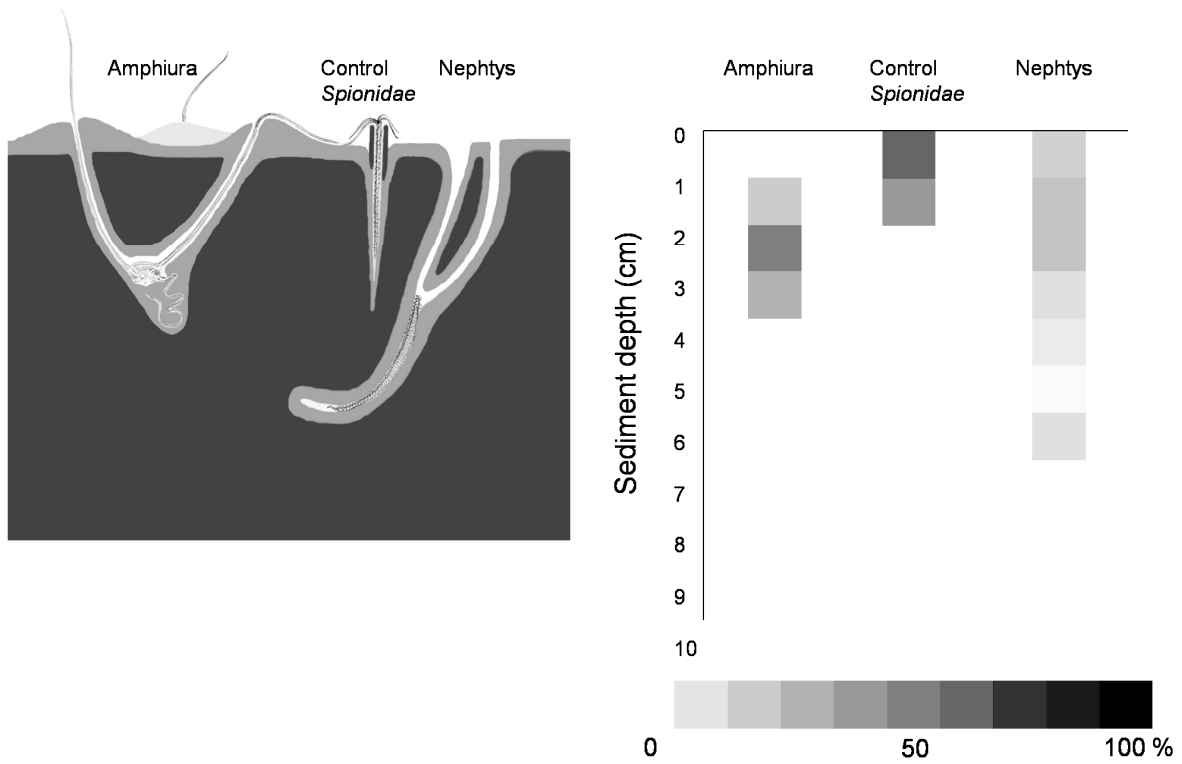 Amphiura
Control
Spionidae
Nephtys
Amphiura
Control
Spionidae
Nephtys
Sediment depth (cm)
0
1
2
3
4
5
6
7
8
9
10
0
50
100 %